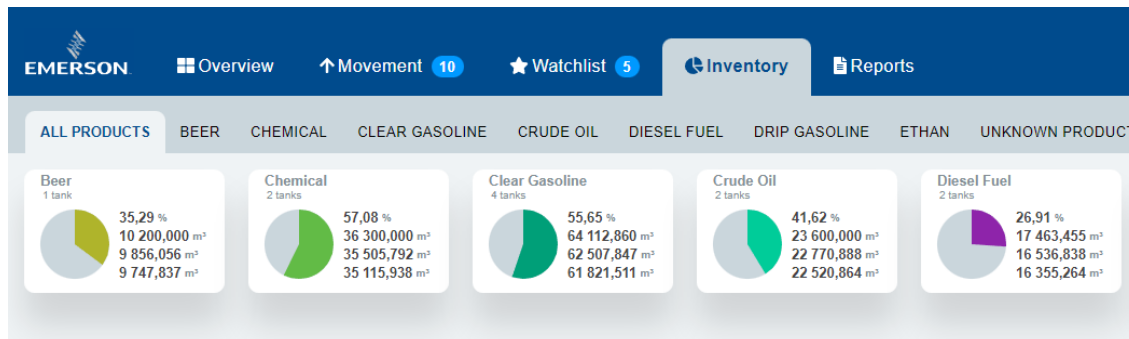 EMERSON Overview Movement 10 Watchlist 5 Inventory Reports
ALL PRODUCTS BEER CHEMICAL CLEAR GASOLINE CRUDE OIL DIESEL FUEL DRIP GASOLINE ETHAN UNKNOWN PRODUCT
Beer
1 tank
35,29 %
10 200,000 m³
9 856,056 m³
9 747,837 m³
Chemical
2 tanks
57,08 %
36 300,000 m³
35 505,792 m³
35 115,938 m³
Clear Gasoline
4 tanks
55,65 %
64 112,860 m³
62 507,847 m³
61 821,511 m³
Crude Oil
2 tanks
41,62 %
23 600,000 m³
22 770,888 m³
22 520,864 m³
Diesel Fuel
2 tanks
26,91 %
17 463,455 m³
16 536,838 m³
16 355,264 m³